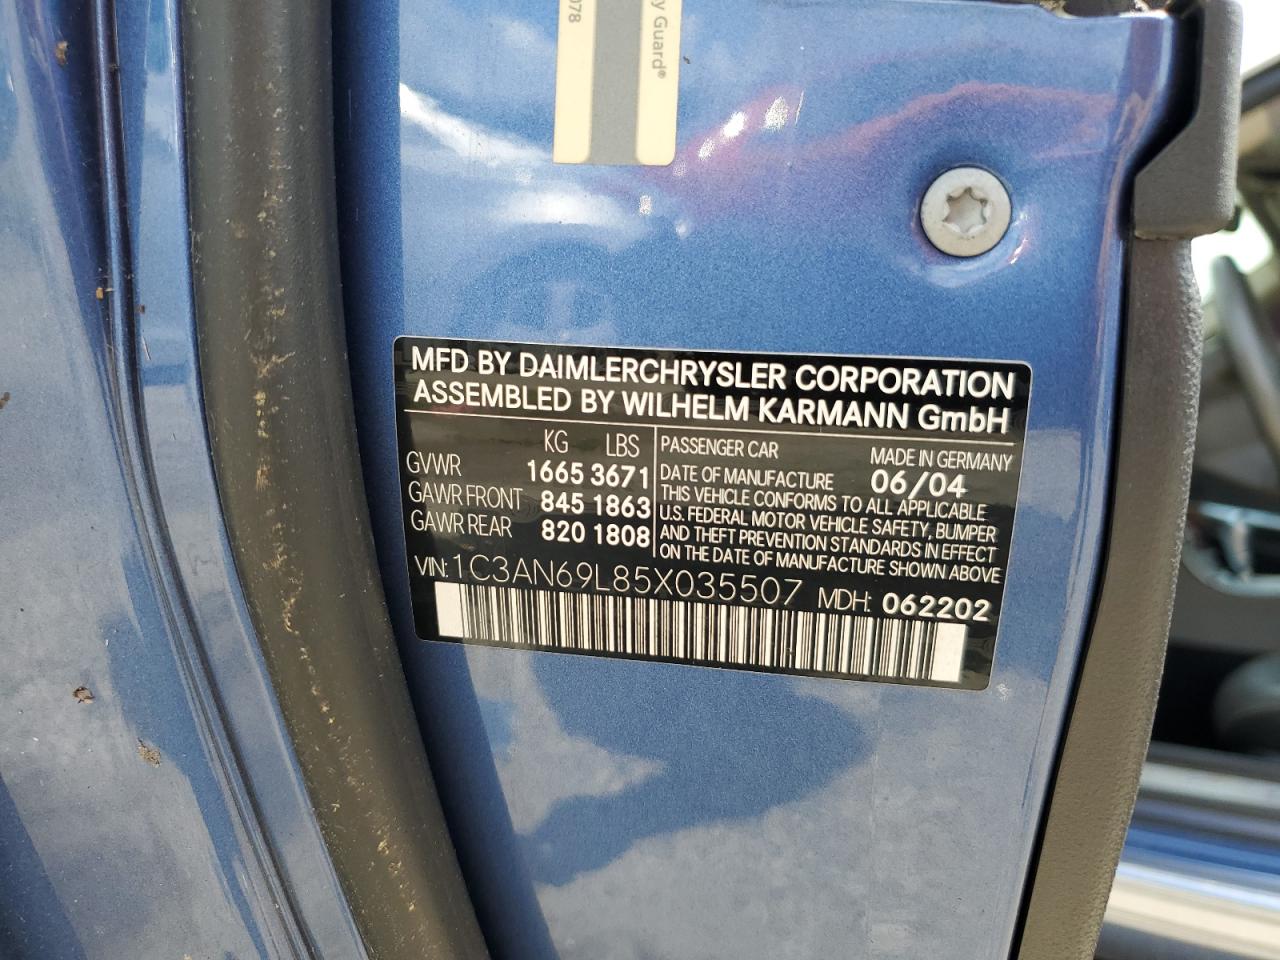 078
y Guard®
MFD BY DAIMLERCHRYSLER CORPORATION
ASSEMBLED BY WILHELM KARMANN GmbH
KG LBS
GVWR 1665 3671
GAWR FRONT 845 1863
GAWR REAR 820 1808
PASSENGER CAR MADE IN GERMANY
DATE OF MANUFACTURE 06/04
THIS VEHICLE CONFORMS TO ALL APPLICABLE
U.S. FEDERAL MOTOR VEHICLE SAFETY, BUMPER
AND THEFT PREVENTION STANDARDS IN EFFECT
ON THE DATE OF MANUFACTURE SHOWN ABOVE
VIN: 1C3AN69L85X035507 MDH: 062202